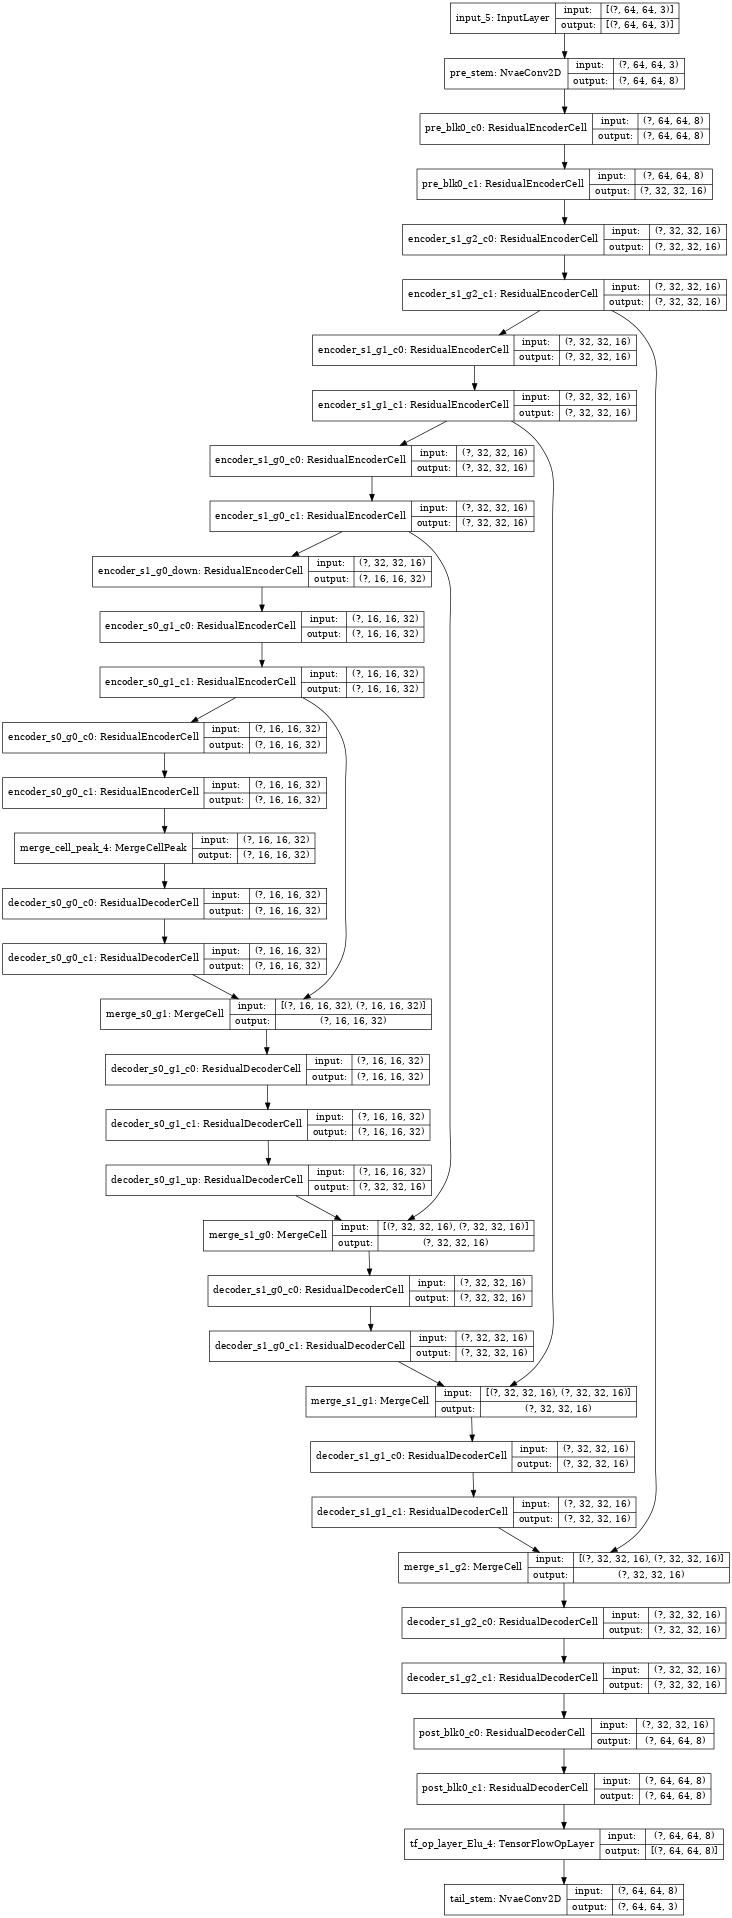 input_5: InputLayer
input: [(?, 64, 64, 3)]
output: [(?, 64, 64, 3)]
pre_stem: NvaeConv2D
input: (?, 64, 64, 3)
output: (?, 64, 64, 8)
pre_blk0_c0: ResidualEncoderCell
input: (?, 64, 64, 8)
output: (?, 64, 64, 8)
pre_blk0_c1: ResidualEncoderCell
input: (?, 64, 64, 8)
output: (?, 32, 32, 16)
encoder_s1_g2_c0: ResidualEncoderCell
input: (?, 32, 32, 16)
output: (?, 32, 32, 16)
encoder_s1_g2_c1: ResidualEncoderCell
input: (?, 32, 32, 16)
output: (?, 32, 32, 16)
encoder_s1_g1_c0: ResidualEncoderCell
input: (?, 32, 32, 16)
output: (?, 32, 32, 16)
encoder_s1_g1_c1: ResidualEncoderCell
input: (?, 32, 32, 16)
output: (?, 32, 32, 16)
encoder_s1_g0_c0: ResidualEncoderCell
input: (?, 32, 32, 16)
output: (?, 32, 32, 16)
encoder_s1_g0_c1: ResidualEncoderCell
input: (?, 32, 32, 16)
output: (?, 32, 32, 16)
encoder_s1_g0_down: ResidualEncoderCell
input: (?, 32, 32, 16)
output: (?, 16, 16, 32)
encoder_s0_g1_c0: ResidualEncoderCell
input: (?, 16, 16, 32)
output: (?, 16, 16, 32)
encoder_s0_g1_c1: ResidualEncoderCell
input: (?, 16, 16, 32)
output: (?, 16, 16, 32)
encoder_s0_g0_c0: ResidualEncoderCell
input: (?, 16, 16, 32)
output: (?, 16, 16, 32)
encoder_s0_g0_c1: ResidualEncoderCell
input: (?, 16, 16, 32)
output: (?, 16, 16, 32)
merge_cell_peak_4: MergeCellPeak
input: (?, 16, 16, 32)
output: (?, 16, 16, 32)
decoder_s0_g0_c0: ResidualDecoderCell
input: (?, 16, 16, 32)
output: (?, 16, 16, 32)
decoder_s0_g0_c1: ResidualDecoderCell
input: (?, 16, 16, 32)
output: (?, 16, 16, 32)
merge_s0_g1: MergeCell
input: [(?, 16, 16, 32), (?, 16, 16, 32)]
output: (?, 16, 16, 32)
decoder_s0_g1_c0: ResidualDecoderCell
input: (?, 16, 16, 32)
output: (?, 16, 16, 32)
decoder_s0_g1_c1: ResidualDecoderCell
input: (?, 16, 16, 32)
output: (?, 16, 16, 32)
decoder_s0_g1_up: ResidualDecoderCell
input: (?, 16, 16, 32)
output: (?, 32, 32, 16)
merge_s1_g0: MergeCell
input: [(?, 32, 32, 16), (?, 32, 32, 16)]
output: (?, 32, 32, 16)
decoder_s1_g0_c0: ResidualDecoderCell
input: (?, 32, 32, 16)
output: (?, 32, 32, 16)
decoder_s1_g0_c1: ResidualDecoderCell
input: (?, 32, 32, 16)
output: (?, 32, 32, 16)
merge_s1_g1: MergeCell
input: [(?, 32, 32, 16), (?, 32, 32, 16)]
output: (?, 32, 32, 16)
decoder_s1_g1_c0: ResidualDecoderCell
input: (?, 32, 32, 16)
output: (?, 32, 32, 16)
decoder_s1_g1_c1: ResidualDecoderCell
input: (?, 32, 32, 16)
output: (?, 32, 32, 16)
merge_s1_g2: MergeCell
input: [(?, 32, 32, 16), (?, 32, 32, 16)]
output: (?, 32, 32, 16)
decoder_s1_g2_c0: ResidualDecoderCell
input: (?, 32, 32, 16)
output: (?, 32, 32, 16)
decoder_s1_g2_c1: ResidualDecoderCell
input: (?, 32, 32, 16)
output: (?, 32, 32, 16)
post_blk0_c0: ResidualDecoderCell
input: (?, 32, 32, 16)
output: (?, 64, 64, 8)
post_blk0_c1: ResidualDecoderCell
input: (?, 64, 64, 8)
output: (?, 64, 64, 8)
tf_op_layer_Elu_4: TensorFlowOpLayer
input: (?, 64, 64, 8)
output: [(?, 64, 64, 8)]
tail_stem: NvaeConv2D
input: (?, 64, 64, 8)
output: (?, 64, 64, 3)